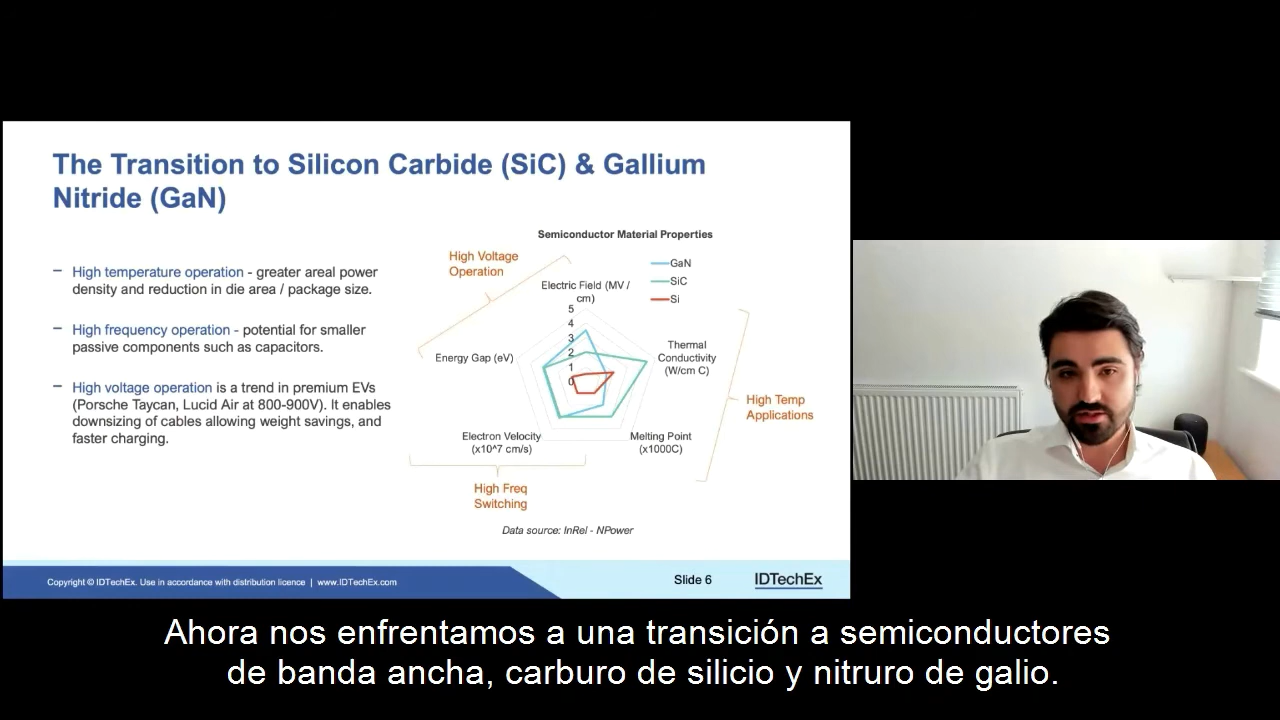 The Transition to Silicon Carbide (SiC) & Gallium
Nitride (GaN)
– High temperature operation - greater areal power
density and reduction in die area / package size.
– High frequency operation - potential for smaller
passive components such as capacitors.
– High voltage operation is a trend in premium EVs
(Porsche Taycan, Lucid Air at 800-900V). It enables
downsizing of cables allowing weight savings, and
faster charging.
Semiconductor Material Properties
High Voltage
Operation
GaN
SiC
Si
Electric Field (MV /
cm)
5
4
3
2
1
0
Energy Gap (eV)
Thermal
Conductivity
(W/cm C)
High Temp
Applications
Electron Velocity
(x10^7 cm/s)
Melting Point
(x1000C)
High Freq
Switching
Data source: InRel - NPower
Copyright © IDTechEx. Use in accordance with distribution licence | www.IDTechEx.com
Slide 6
IDTechEx
Ahora nos enfrentamos a una transición a semiconductores
de banda ancha, carburo de silicio y nitruro de galio.